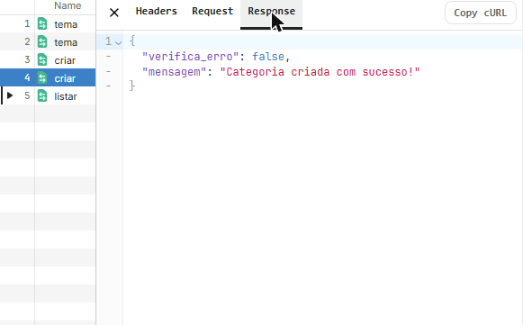 Name
Headers Request Response Copy cURL
1 tema
2 tema
3 criar
4 criar
5 listar
1 {
- "verifica_erro": false,
- "mensagem": "Categoria criada com sucesso!"
- }